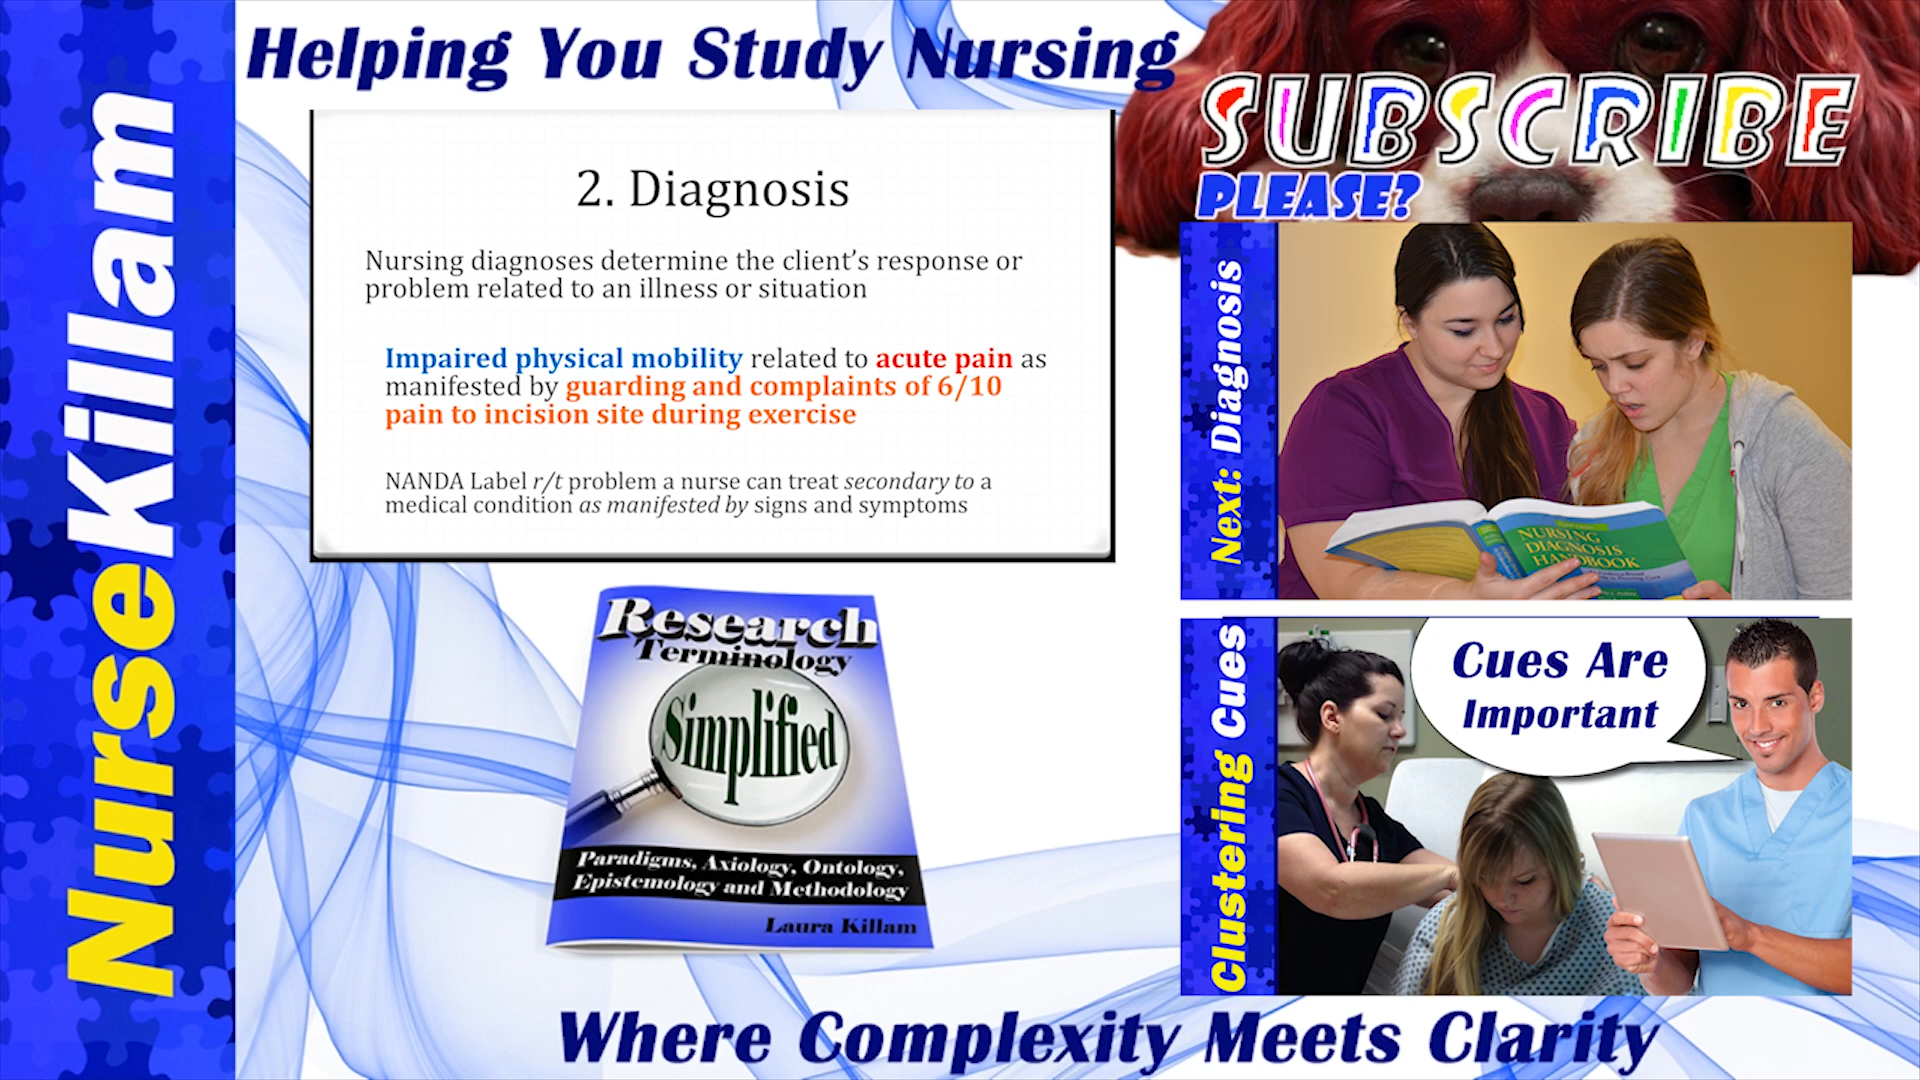 NurseKillam
Helping You Study Nursing
SUBSCRIBE
PLEASE?
2. Diagnosis
Nursing diagnoses determine the client’s response or
problem related to an illness or situation
Impaired physical mobility related to acute pain as
manifested by guarding and complaints of 6/10
pain to incision site during exercise
NANDA Label r/t problem a nurse can treat secondary to a
medical condition as manifested by signs and symptoms
Next: Diagnosis
NURSING
DIAGNOSIS
HANDBOOK
Research
Terminology
Simplified
Paradigms, Axiology, Ontology,
Epistemology and Methodology
Laura Killam
Clustering Cues
Cues Are
Important
Where Complexity Meets Clarity